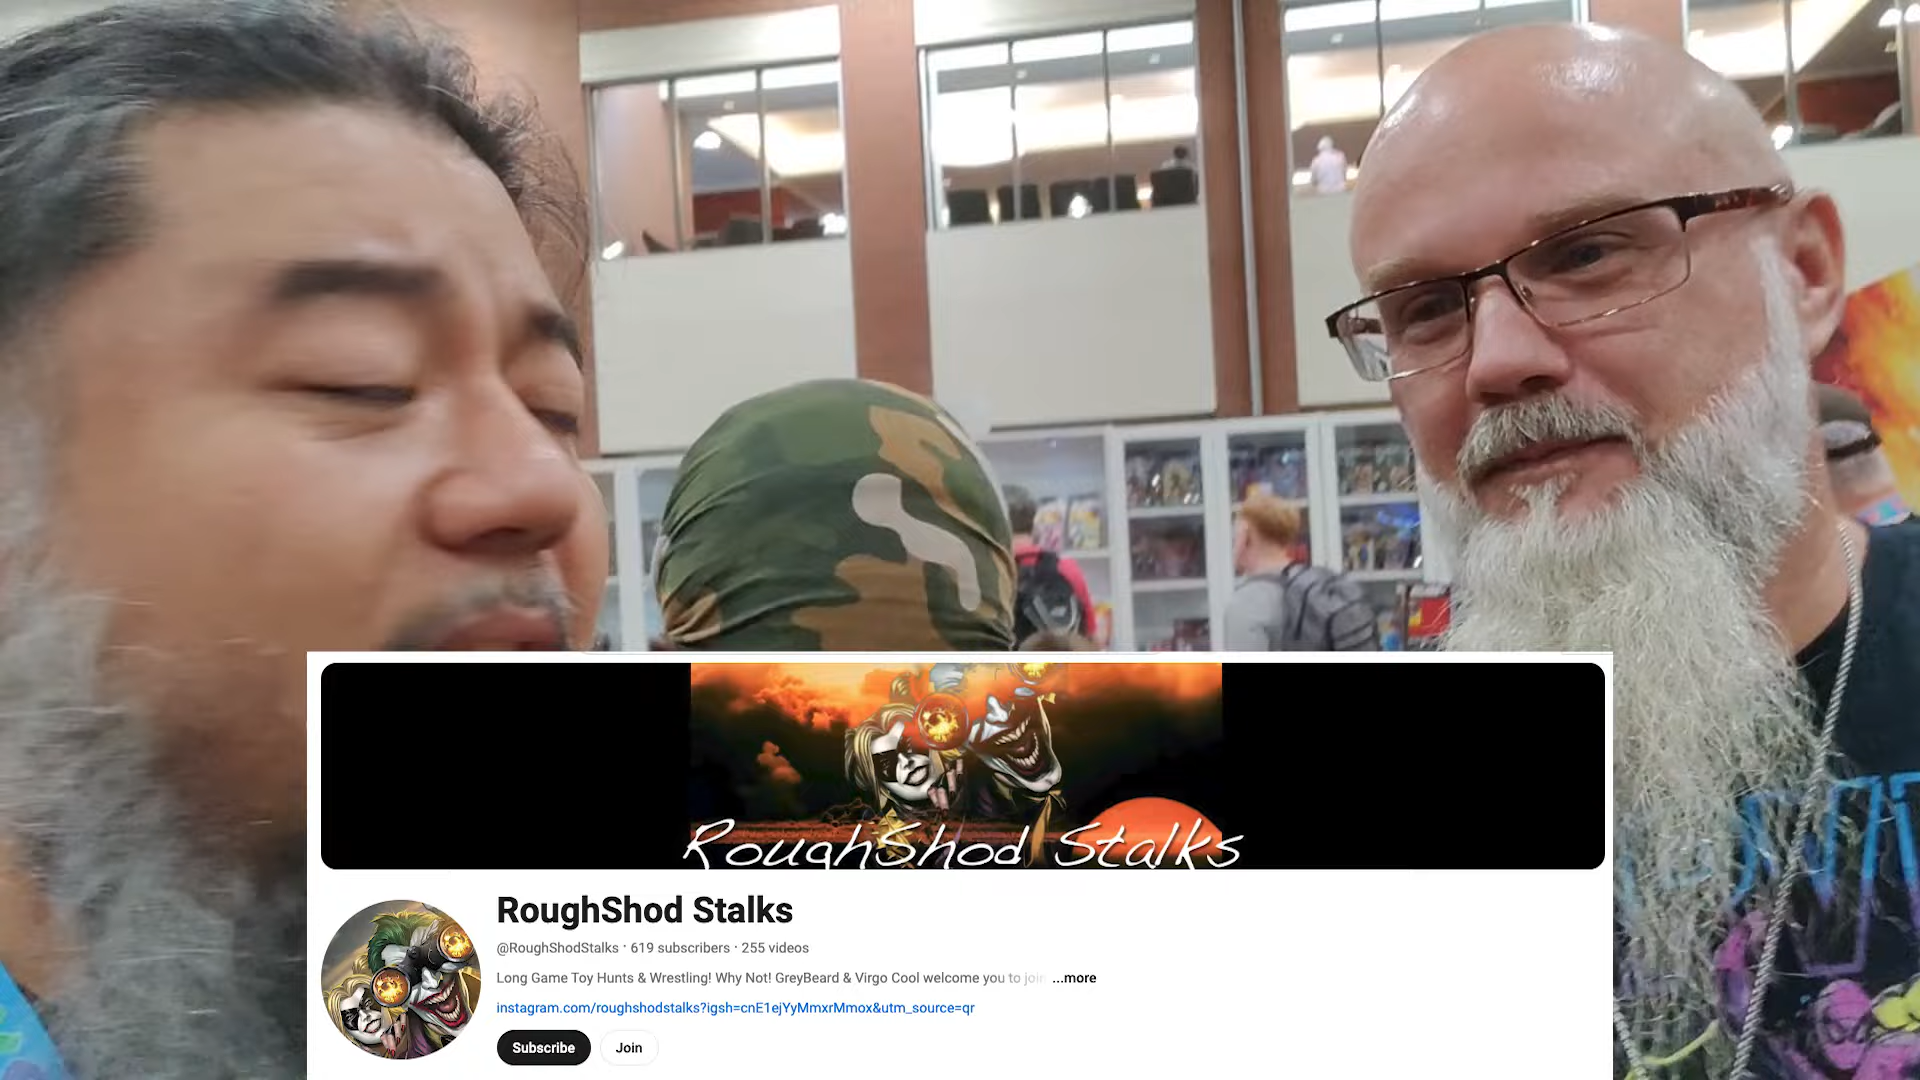 RoughShod Stalks
RoughShod Stalks
@RoughShodStalks · 619 subscribers · 255 videos
Long Game Toy Hunts & Wrestling! Why Not! GreyBeard & Virgo Cool welcome you to join ...more
instagram.com/roughshodstalks?igsh=cnE1ejYyMmxrMmox&utm_source=qr
Subscribe
Join